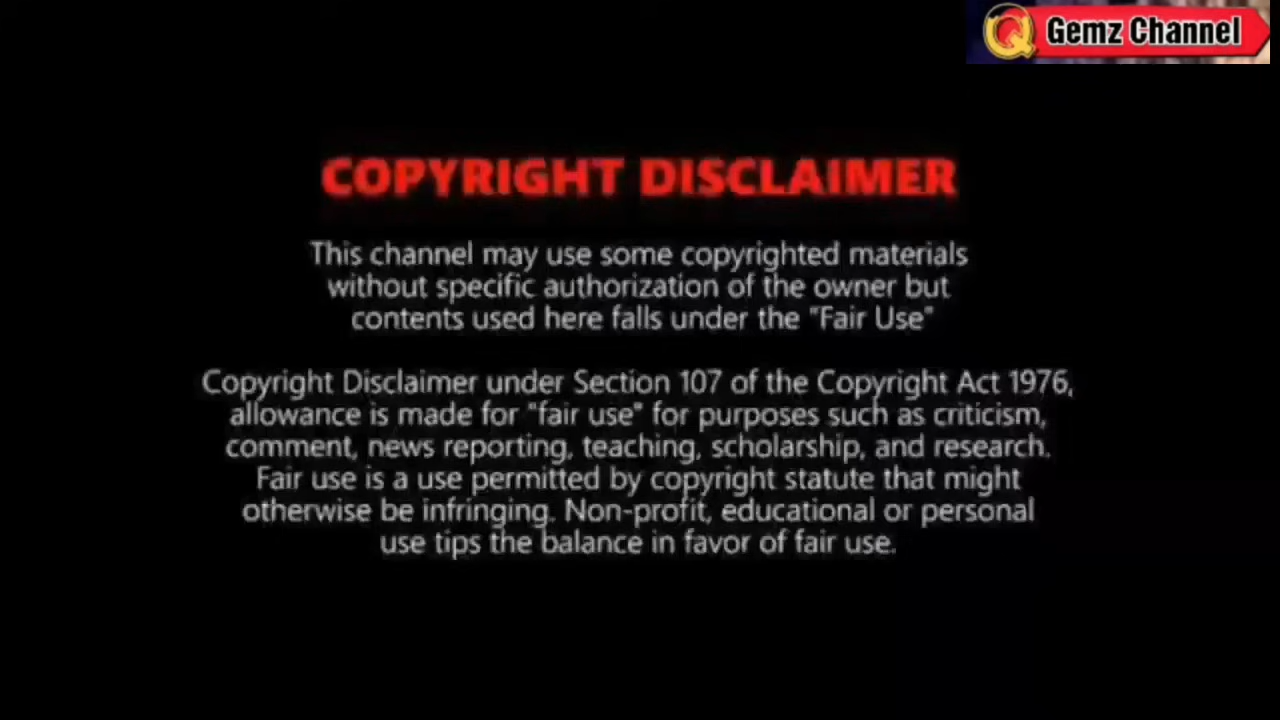 Gemz Channel
COPYRIGHT DISCLAIMER
This channel may use some copyrighted materials
without specific authorization of the owner but
contents used here falls under the "Fair Use"
Copyright Disclaimer under Section 107 of the Copyright Act 1976,
allowance is made for "fair use" for purposes such as criticism,
comment, news reporting, teaching, scholarship, and research.
Fair use is a use permitted by copyright statute that might
otherwise be infringing. Non-profit, educational or personal
use tips the balance in favor of fair use.